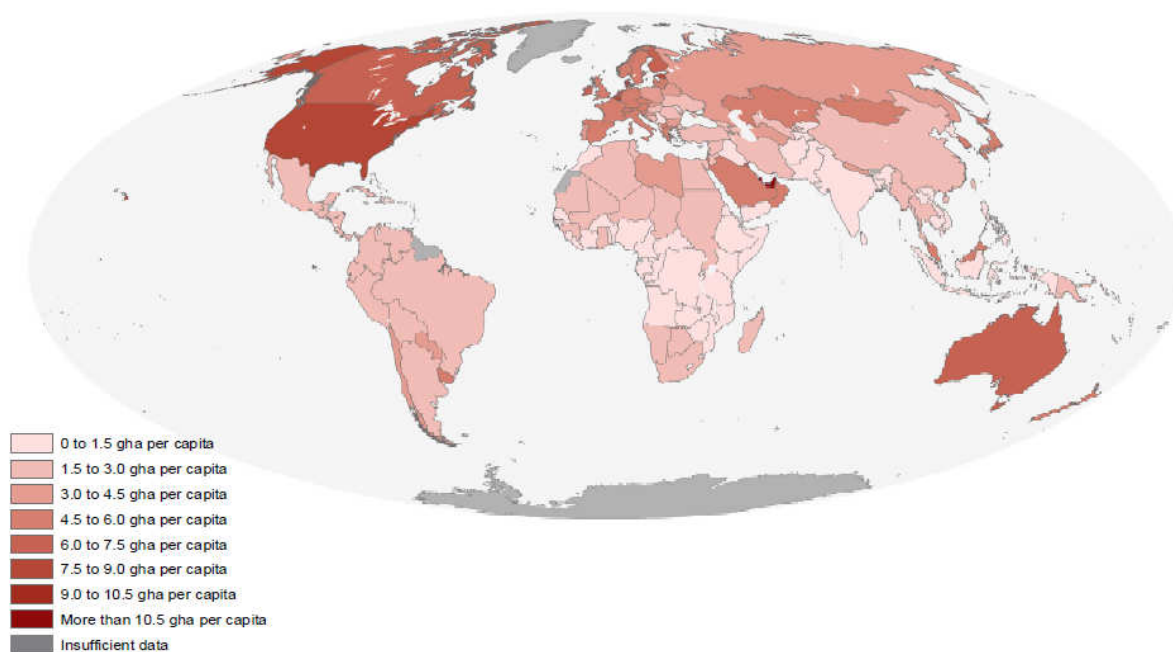 0 to 1.5 gha per capita
1.5 to 3.0 gha per capita
3.0 to 4.5 gha per capita
4.5 to 6.0 gha per capita
6.0 to 7.5 gha per capita
7.5 to 9.0 gha per capita
9.0 to 10.5 gha per capita
More than 10.5 gha per capita
Insufficient data